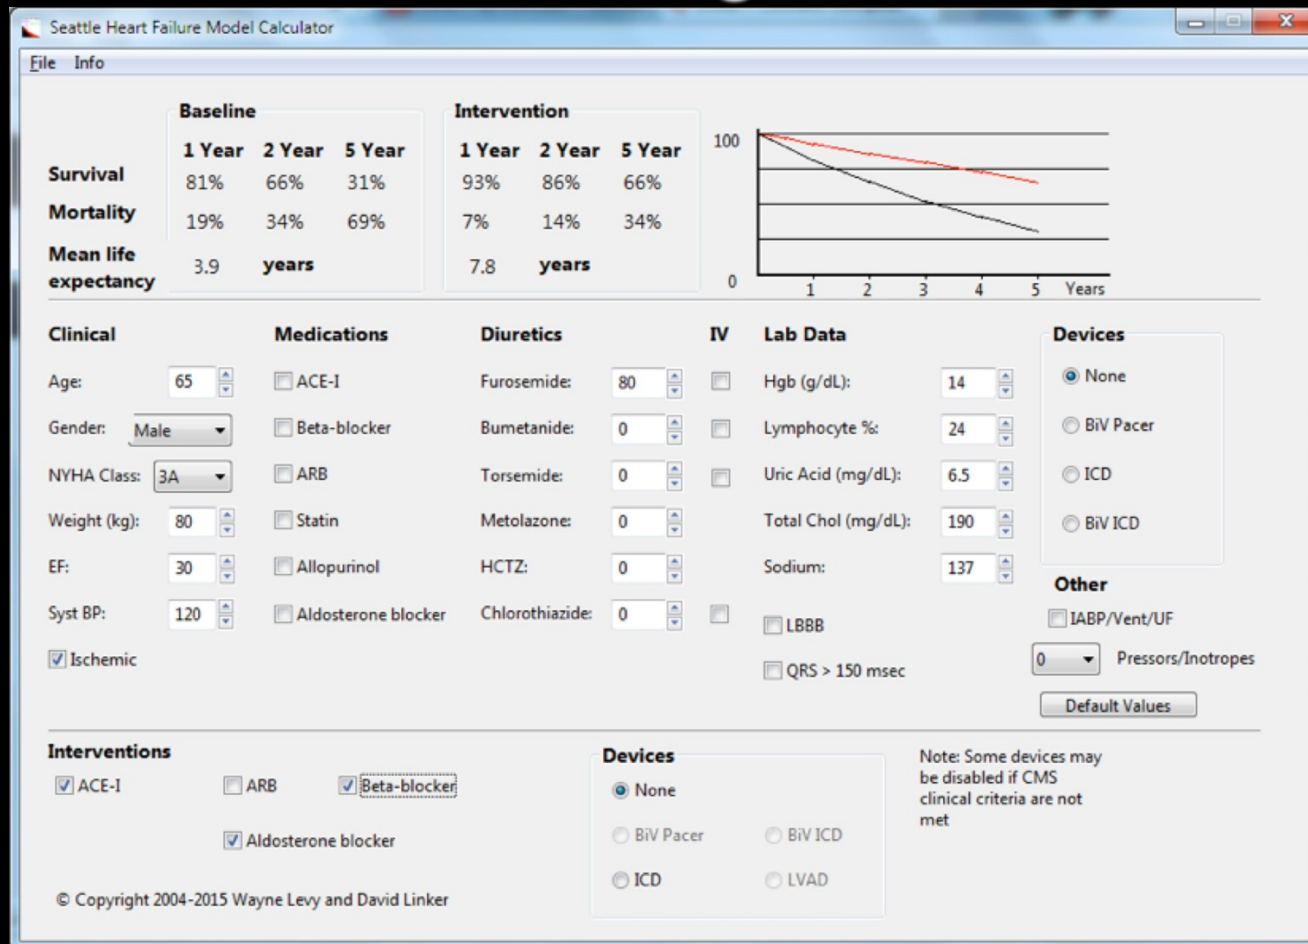 Seattle Heart Failure Model Calculator
File Info
Baseline
Intervention
1 Year 2 Year 5 Year
1 Year 2 Year 5 Year
Survival
81% 66% 31%
93% 86% 66%
Mortality
19% 34% 69%
7% 14% 34%
Mean life
expectancy
3.9 years
7.8 years
100
0
1 2 3 4 5 Years
Clinical
Age: 65
Gender: Male
NYHA Class: 3A
Weight (kg): 80
EF: 30
Syst BP: 120
Ischemic
Medications
ACE-I
Beta-blocker
ARB
Statin
Allopurinol
Aldosterone blocker
Diuretics IV
Furosemide: 80
Bumetanide: 0
Torsemide: 0
Metolazone: 0
HCTZ: 0
Chlorothiazide: 0
Lab Data
Hgb (g/dL): 14
Lymphocyte %: 24
Uric Acid (mg/dL): 6.5
Total Chol (mg/dL): 190
Sodium: 137
LBBB
QRS > 150 msec
Devices
None
BiV Pacer
ICD
BiV ICD
Other
IABP/Vent/UF
0 Pressors/Inotropes
Default Values
Interventions
ACE-I ARB Beta-blocker
Aldosterone blocker
Devices
None
BiV Pacer BiV ICD
ICD LVAD
Note: Some devices may
be disabled if CMS
clinical criteria are not
met
© Copyright 2004-2015 Wayne Levy and David Linker